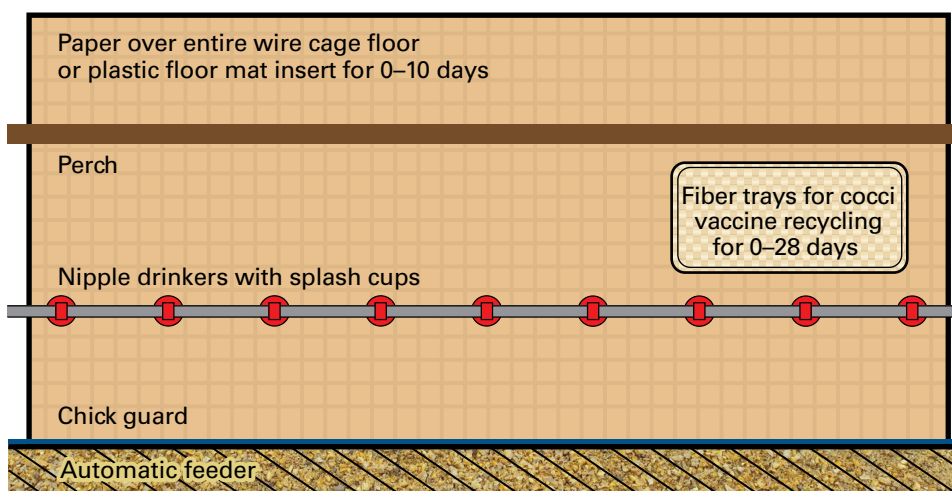 Paper over entire wire cage floor
or plastic floor mat insert for 0–10 days
Perch
Fiber trays for cocci
vaccine recycling
for 0–28 days
Nipple drinkers with splash cups
Chick guard
Automatic feeder